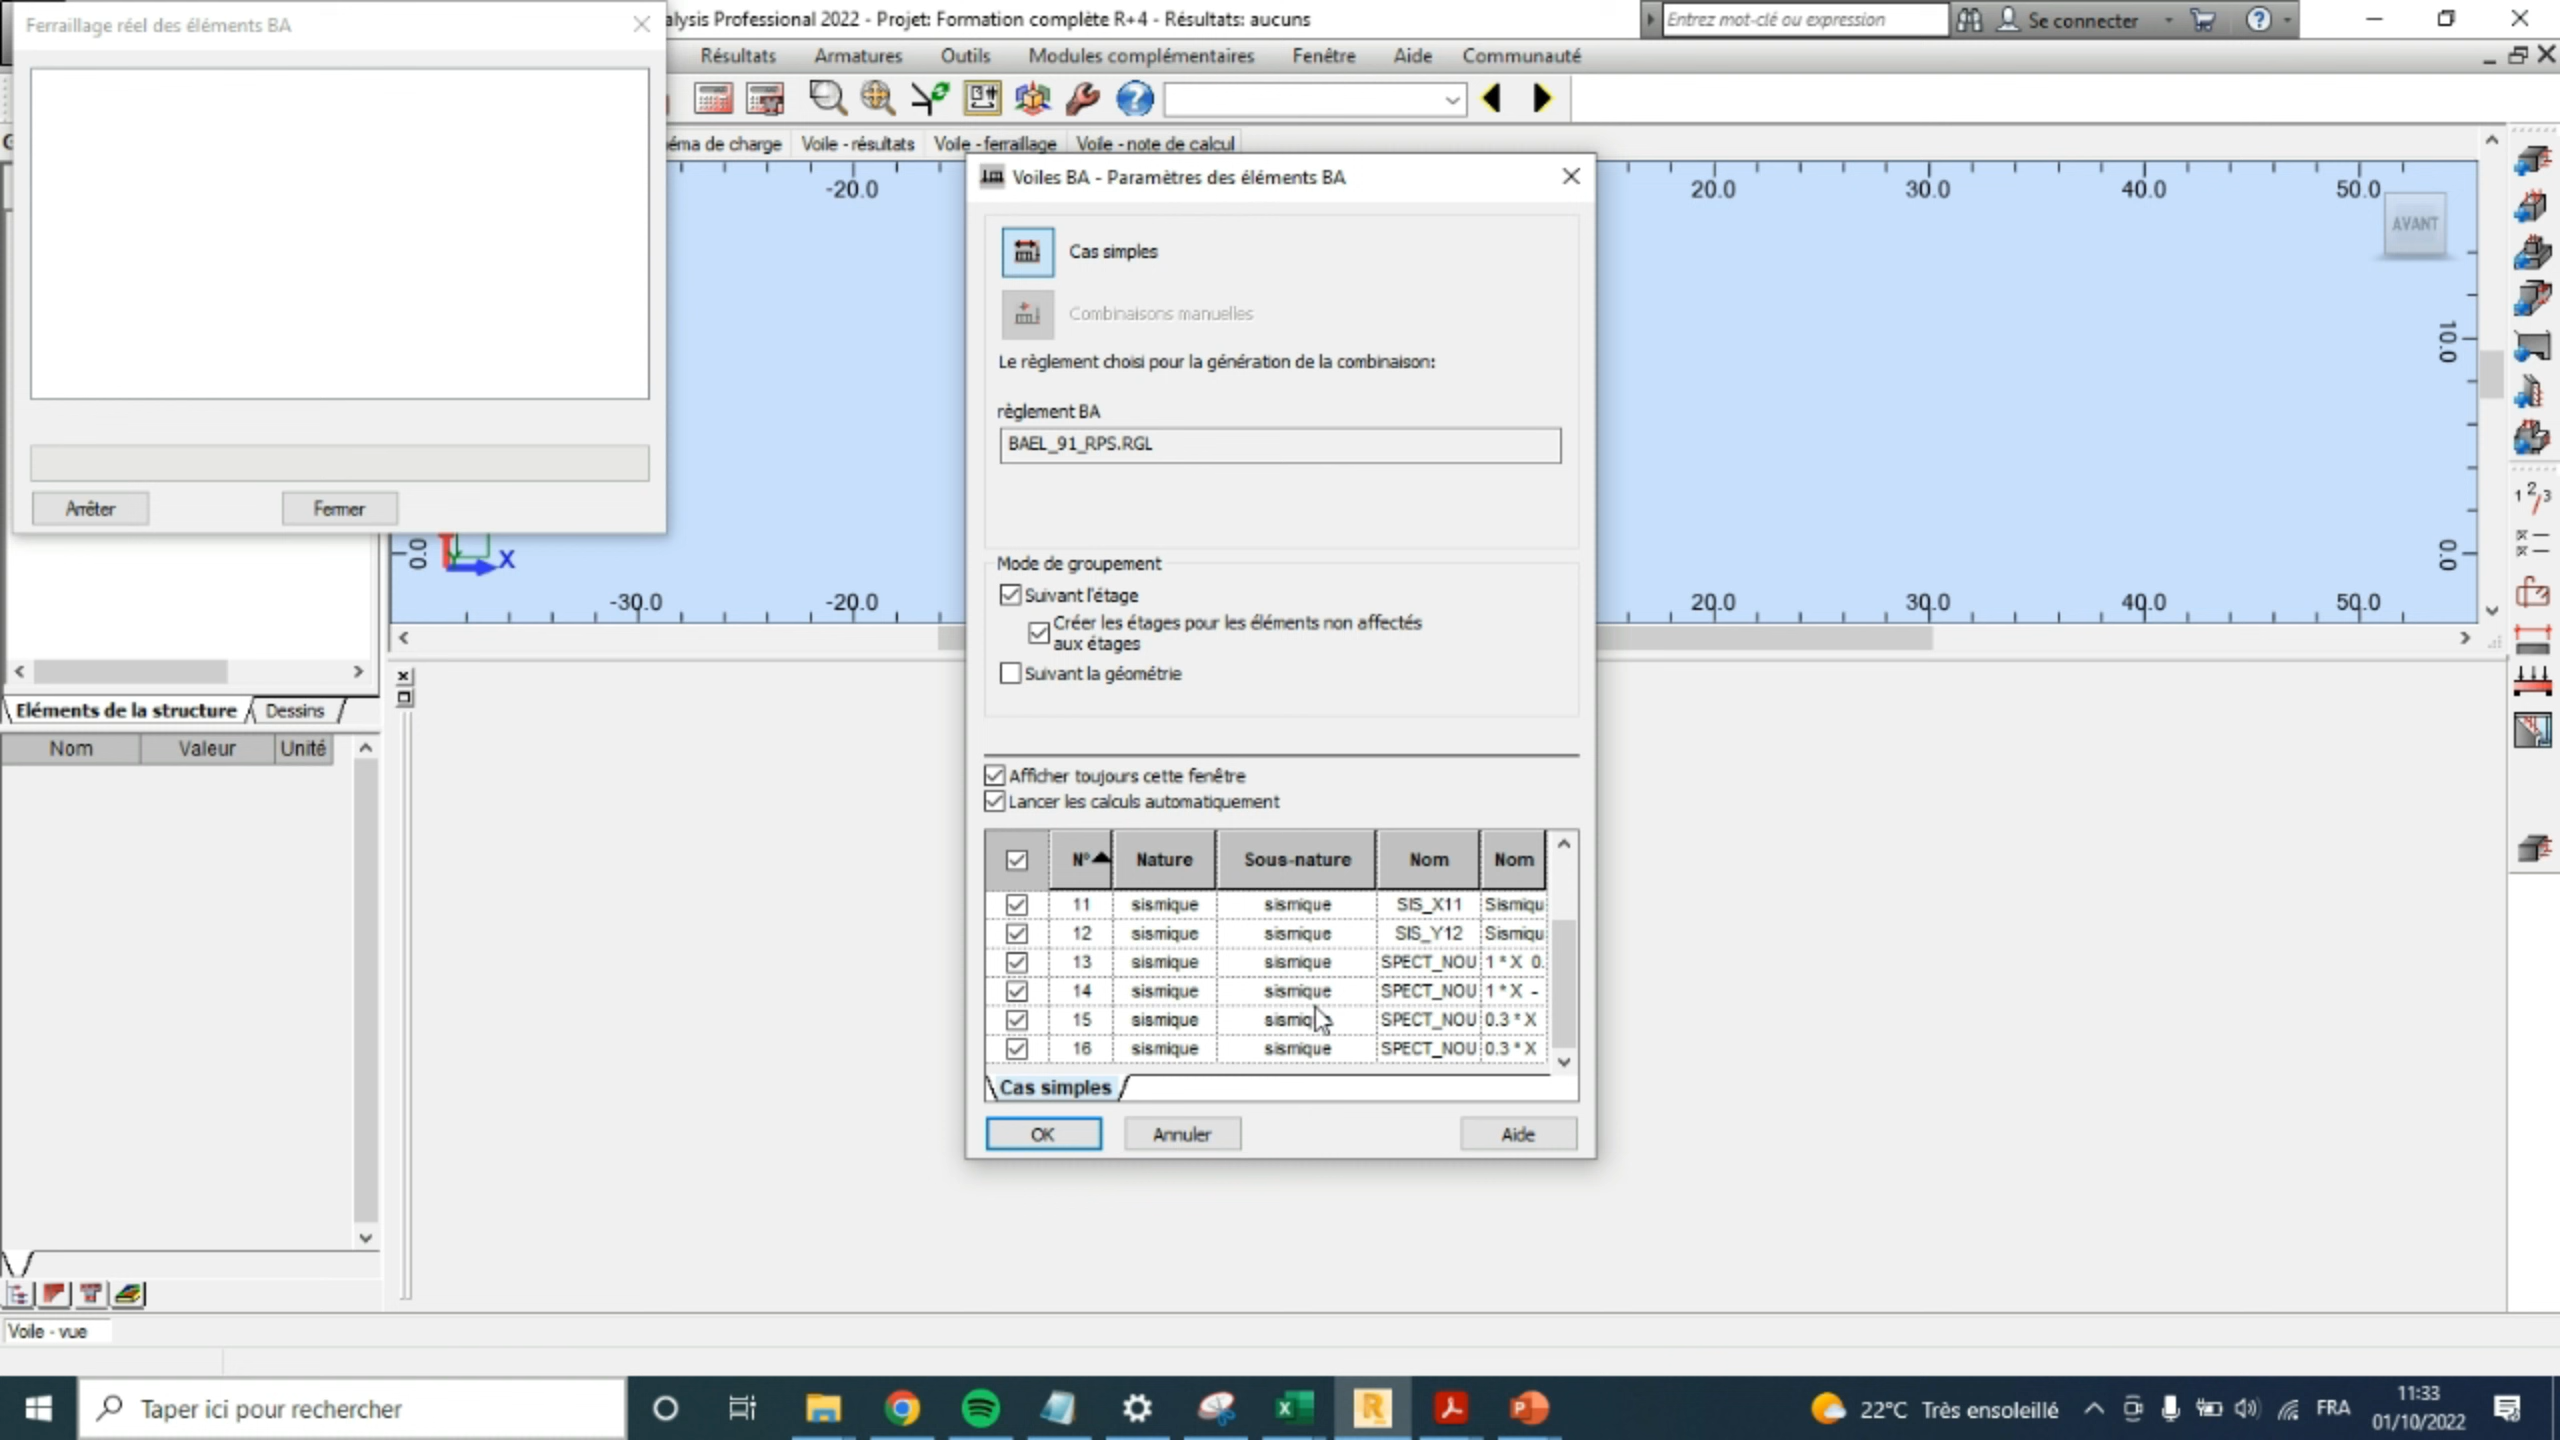 Ferraillage réel des éléments BA
alysis Professional 2022 - Projet: Formation complète R+4 - Résultats: aucuns
Entrez mot-clé ou expression
Se connecter
Résultats
Armatures
Outils
Modules complémentaires
Fenêtre
Aide
Communauté
éma de charge
Voile - résultats
Voile - ferraillage
Voile - note de calcul
-20.0
20.0
30.0
40.0
50.0
AVANT
10.0
0.0
Arrêter
Fermer
0.0
X
-30.0
-20.0
20.0
30.0
40.0
50.0
Voiles BA - Paramètres des éléments BA
Cas simples
Combinaisons manuelles
Le règlement choisi pour la génération de la combinaison:
règlement BA
BAEL_91_RPS.RGL
Mode de groupement
Suivant l'étage
Créer les étages pour les éléments non affectés
aux étages
Suivant la géométrie
Afficher toujours cette fenêtre
Lancer les calculs automatiquement
N° Nature Sous-nature Nom Nom
11 sismique sismique SIS_X11 Sismiqu
12 sismique sismique SIS_Y12 Sismiqu
13 sismique sismique SPECT_NOU 1 * X 0.
14 sismique sismique SPECT_NOU 1 * X -
15 sismique sismique SPECT_NOU 0.3 * X
16 sismique sismique SPECT_NOU 0.3 * X
Cas simples
OK
Annuler
Aide
Eléments de la structure
Dessins
Nom Valeur Unité
Voile - vue
Taper ici pour rechercher
22°C Très ensoleillé
FRA
11:33
01/10/2022